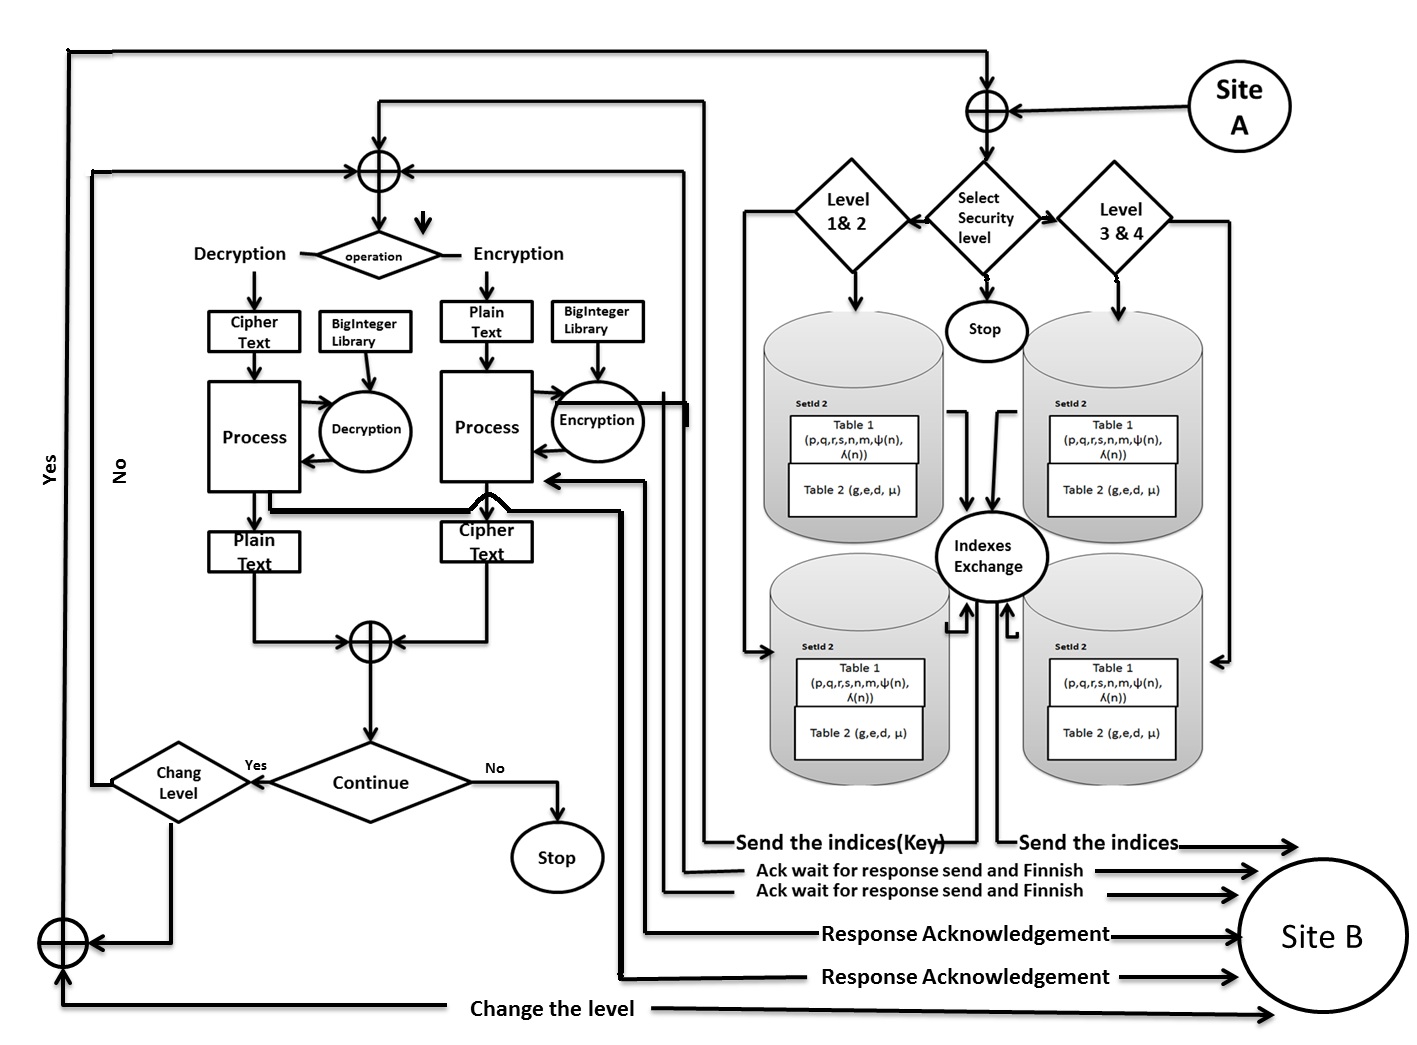 Site
A
Level
1& 2
Select
Security
level
Level
3 & 4
Stop
Decryption
operation
Encryption
Cipher
Text
BigInteger
Library
Plain
Text
BigInteger
Library
Process
Decryption
Process
Encryption
Plain
Text
Cipher
Text
SetId 2
Table 1
(p,q,r,s,n,m,ψ(n),
ʎ(n))
Table 2 (g,e,d, μ)
SetId 2
Table 1
(p,q,r,s,n,m,ψ(n),
ʎ(n))
Table 2 (g,e,d, μ)
Indexes
Exchange
SetId 2
Table 1
(p,q,r,s,n,m,ψ(n),
ʎ(n))
Table 2 (g,e,d, μ)
SetId 2
Table 1
(p,q,r,s,n,m,ψ(n),
ʎ(n))
Table 2 (g,e,d, μ)
Yes
No
Chang
Level
Yes
Continue
No
Stop
Send the indices(Key)
Send the indices
Ack wait for response send and Finnish
Ack wait for response send and Finnish
Response Acknowledgement
Response Acknowledgement
Change the level
Site B